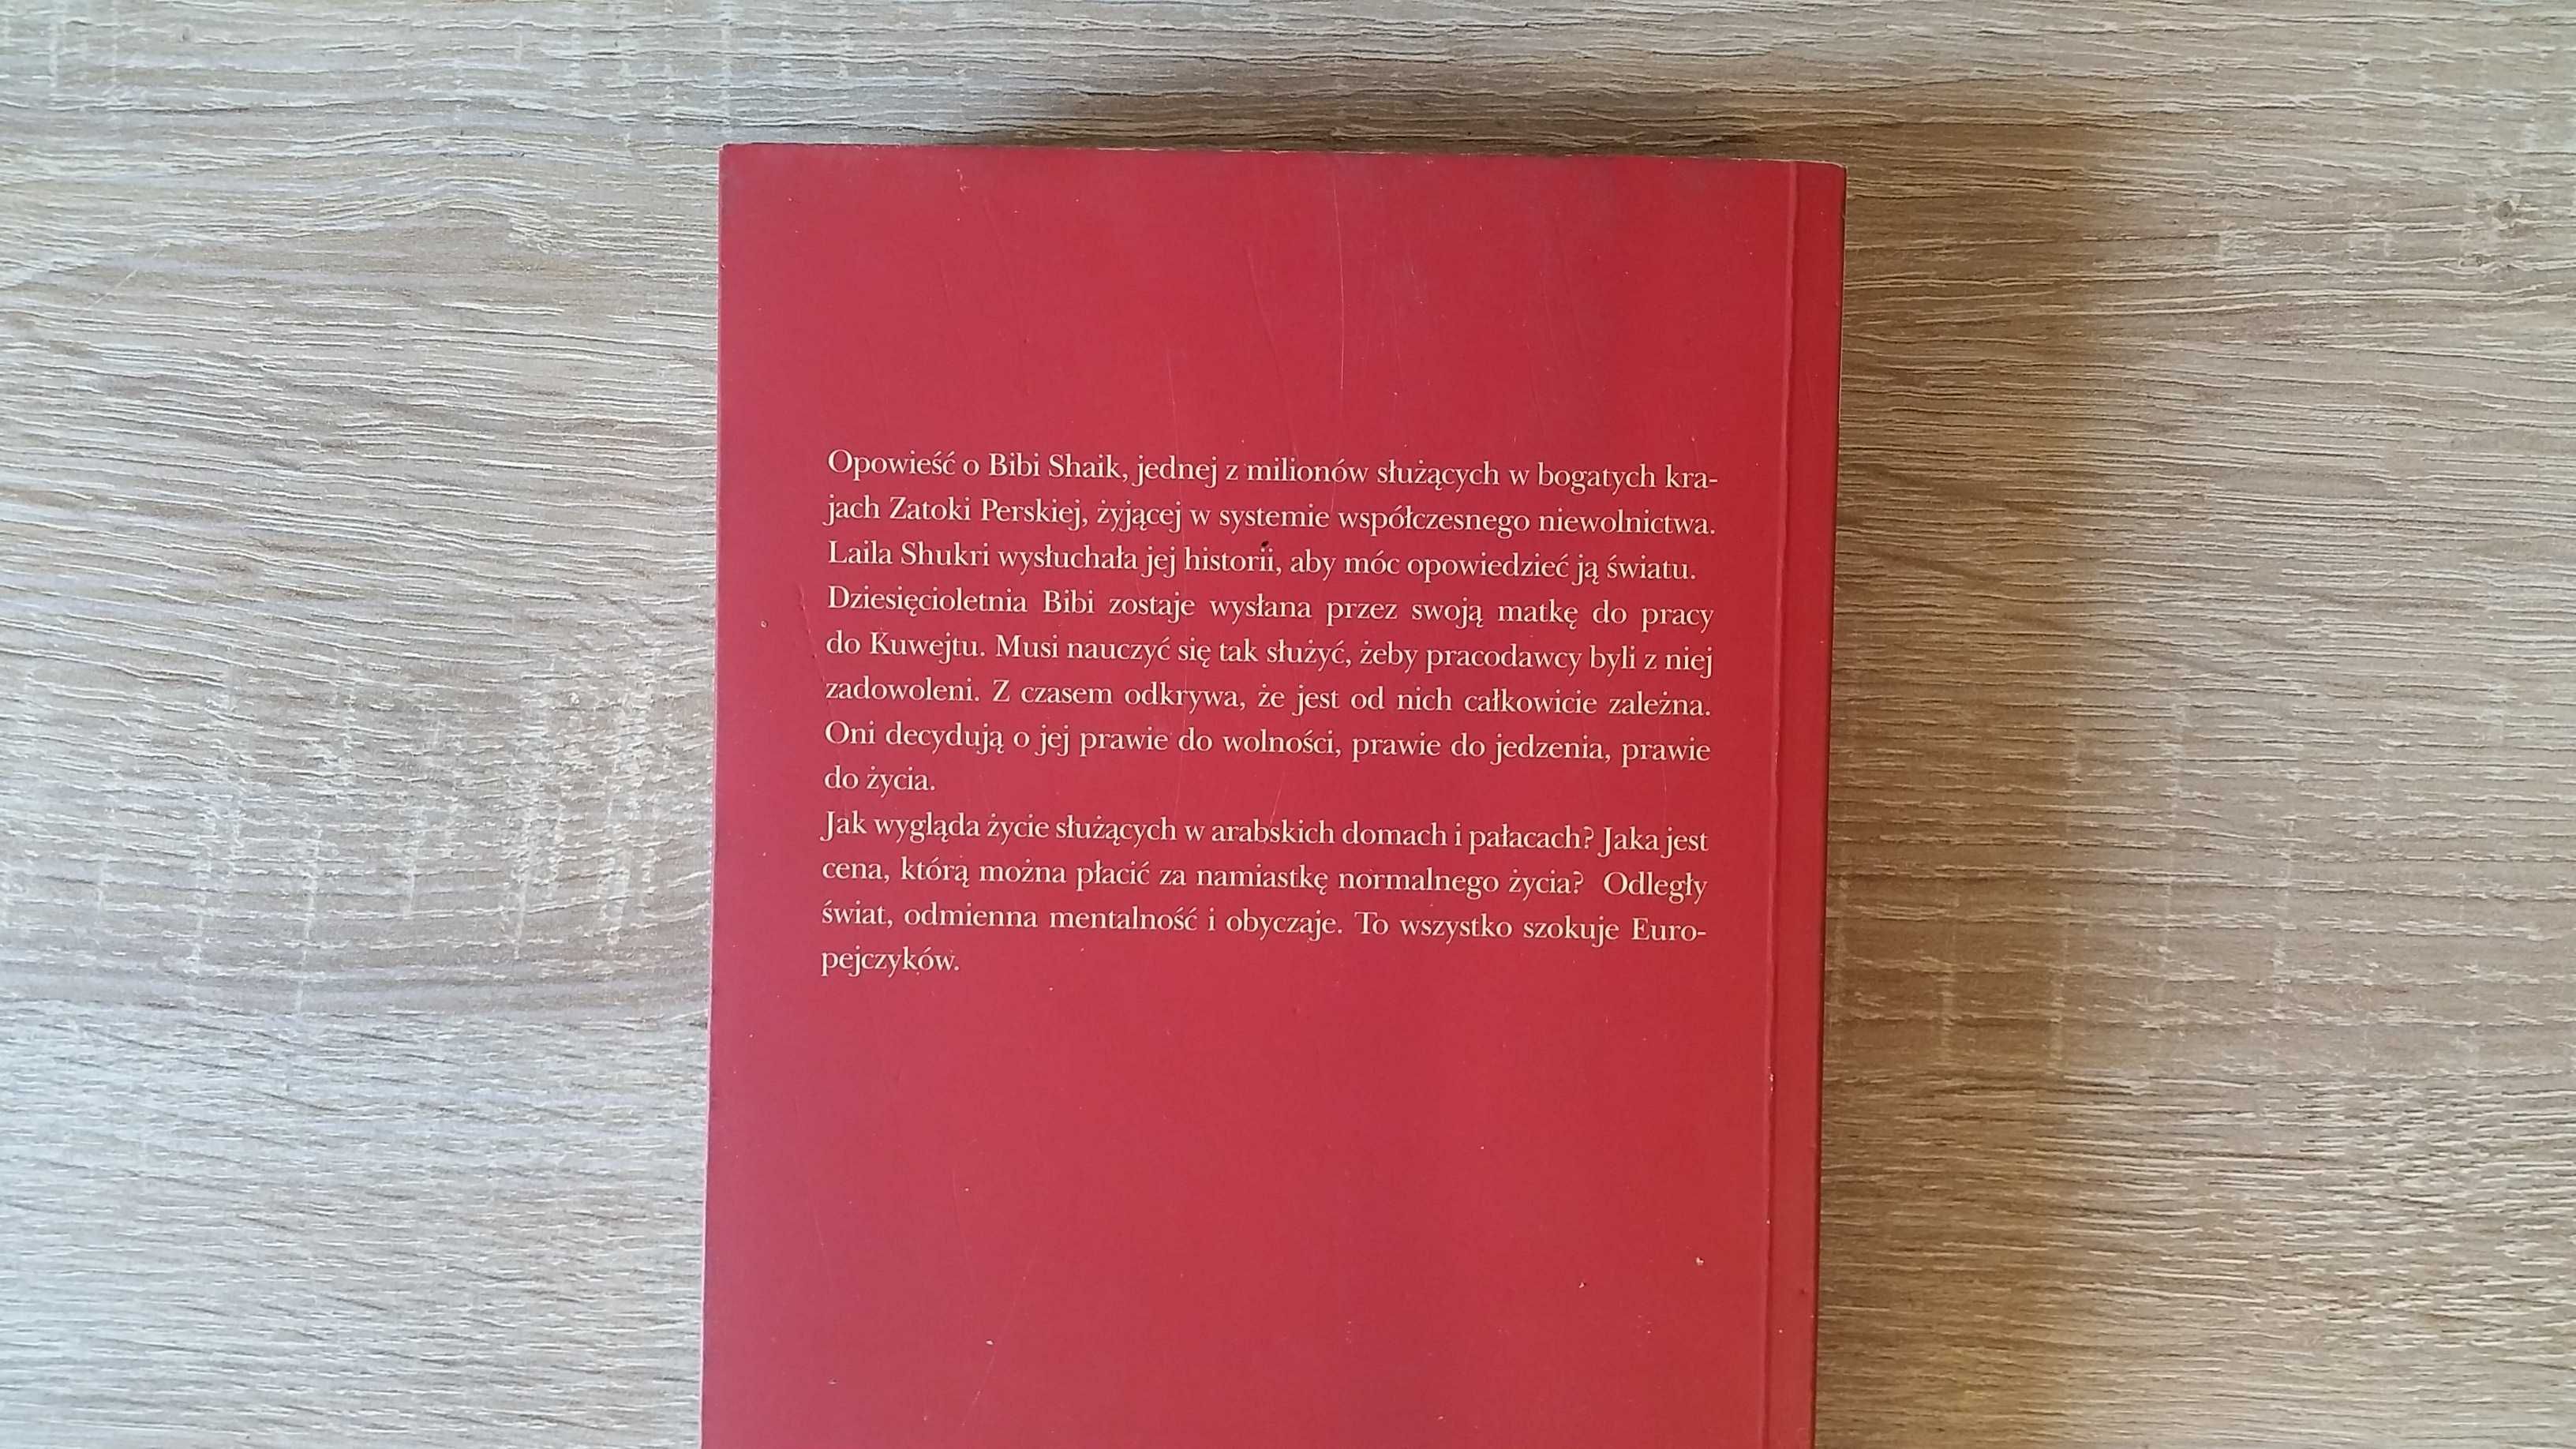 Opowieść o Bibi Shaik, jednej z milionów służących w bogatych kra-
jach Zatoki Perskiej, żyjącej w systemie współczesnego niewolnictwa.
Laila Shukri wysłuchała jej historii, aby móc opowiedzieć ją światu.
Dziesięcioletnia Bibi zostaje wysłana przez swoją matkę do pracy
do Kuwejtu. Musi nauczyć się tak służyć, żeby pracodawcy byli z niej
zadowoleni. Z czasem odkrywa, że jest od nich całkowicie zależna.
Oni decydują o jej prawie do wolności, prawie do jedzenia, prawie
do życia.
Jak wygląda życie służących w arabskich domach i pałacach? Jaka jest
cena, którą można płacić za namiastkę normalnego życia? Odległy
świat, odmienna mentalność i obyczaje. To wszystko szokuje Euro-
pejczyków.